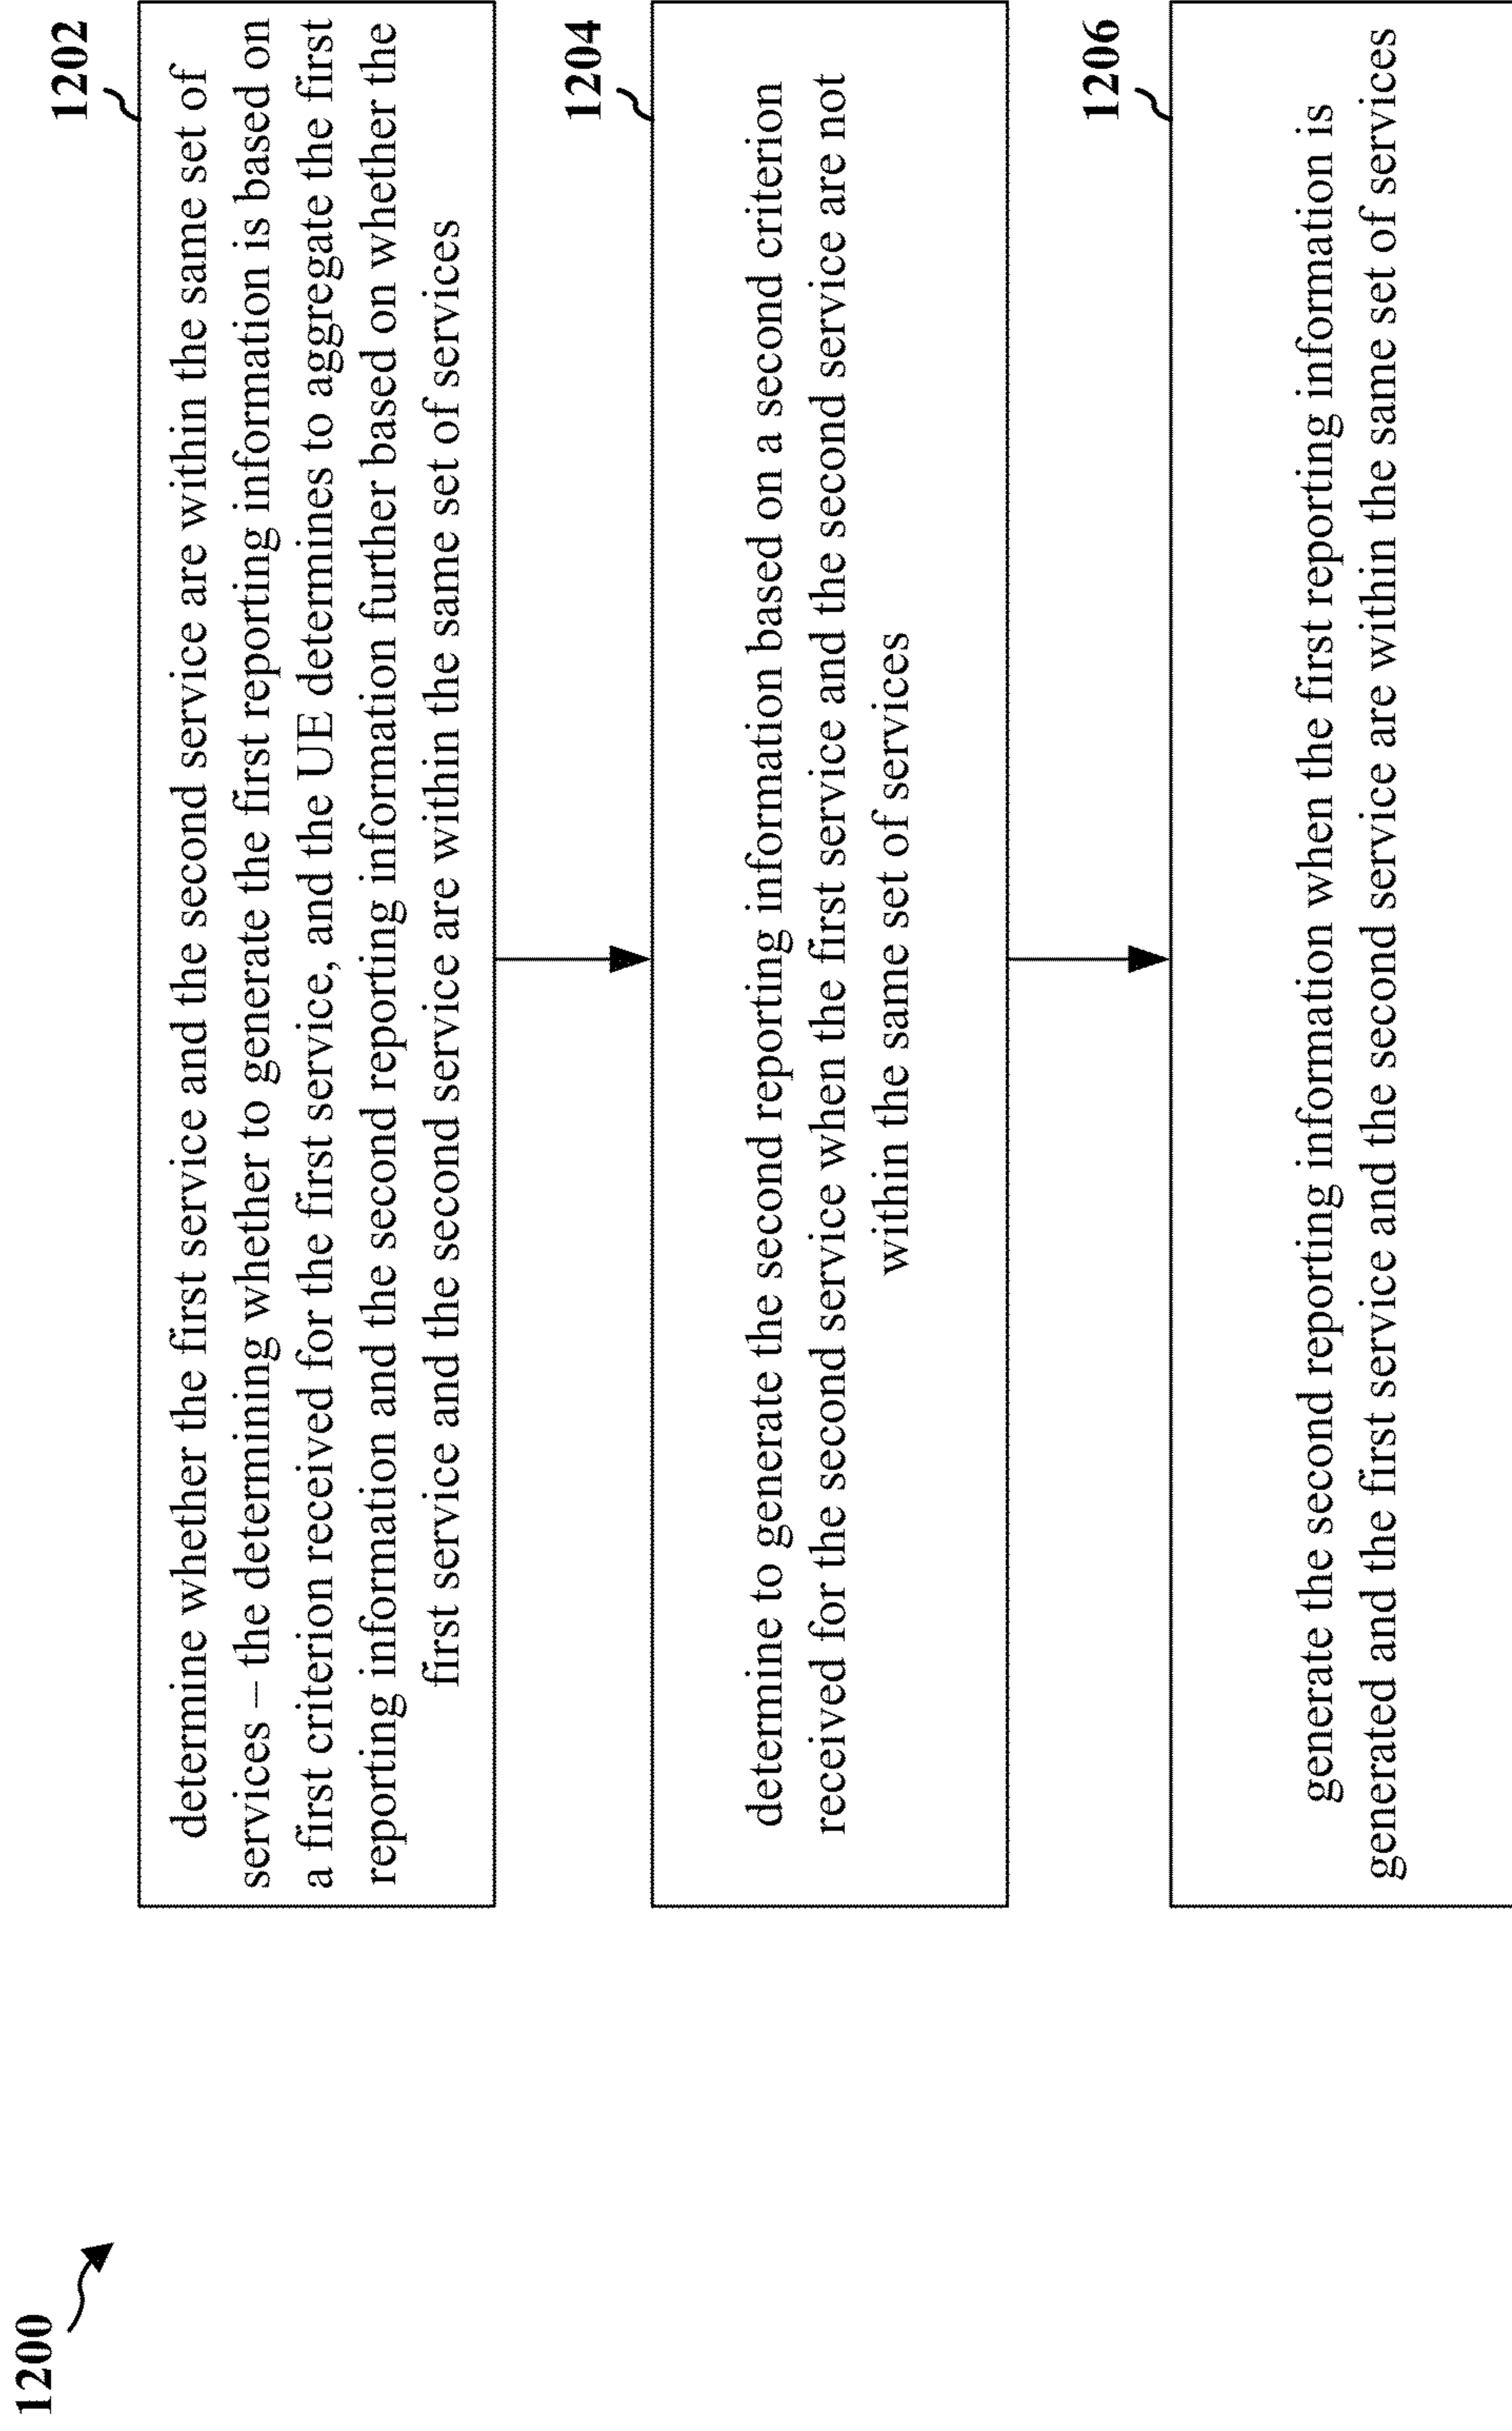 1200
1202
determine whether the first service and the second service are within the same set of
services – the determining whether to generate the first reporting information is based on
a first criterion received for the first service, and the UE determines to aggregate the first
reporting information and the second reporting information further based on whether the
first service and the second service are within the same set of services
1204
determine to generate the second reporting information based on a second criterion
received for the second service when the first service and the second service are not
within the same set of services
1206
generate the second reporting information when the first reporting information is
generated and the first service and the second service are within the same set of services